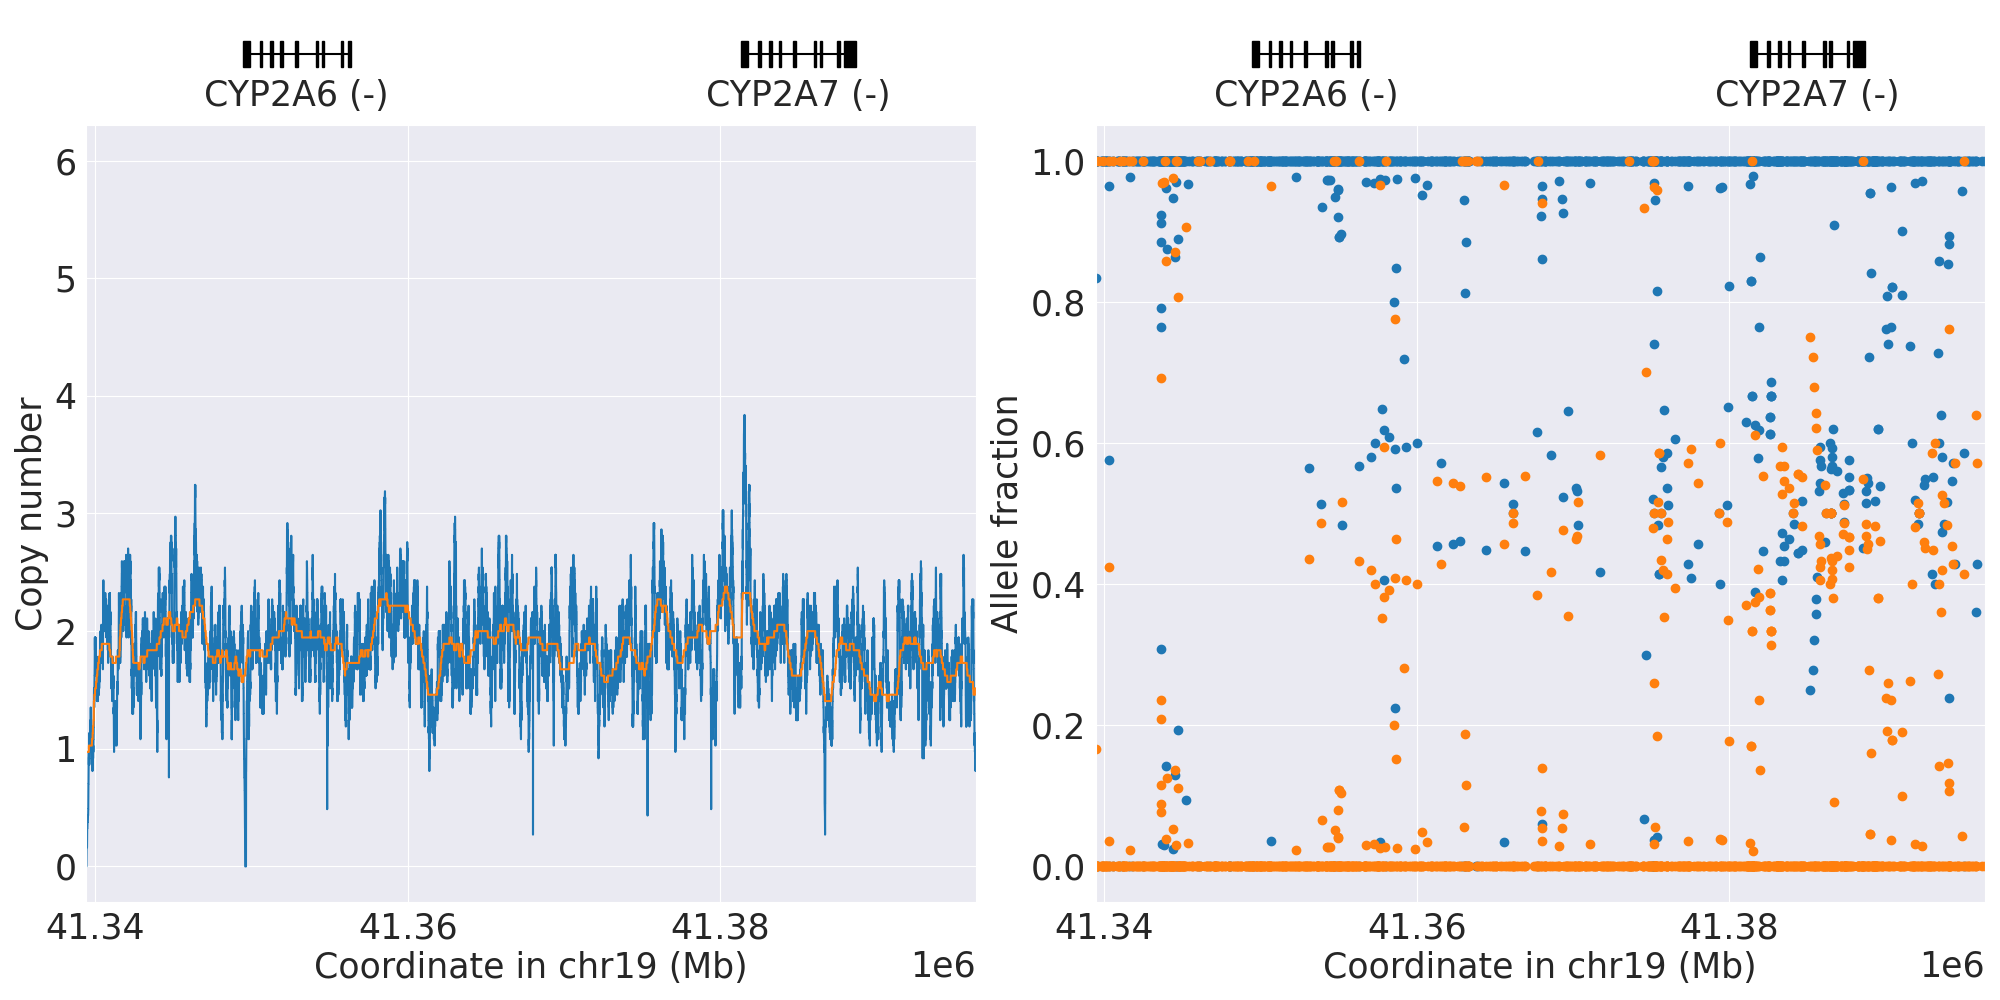 CYP2A6 (-)
CYP2A7 (-)
6
5
4
3
2
1
0
Copy number
41.34
41.36
41.38
Coordinate in chr19 (Mb)
1e6
CYP2A6 (-)
CYP2A7 (-)
1.0
0.8
0.6
0.4
0.2
0.0
Allele fraction
41.34
41.36
41.38
Coordinate in chr19 (Mb)
1e6